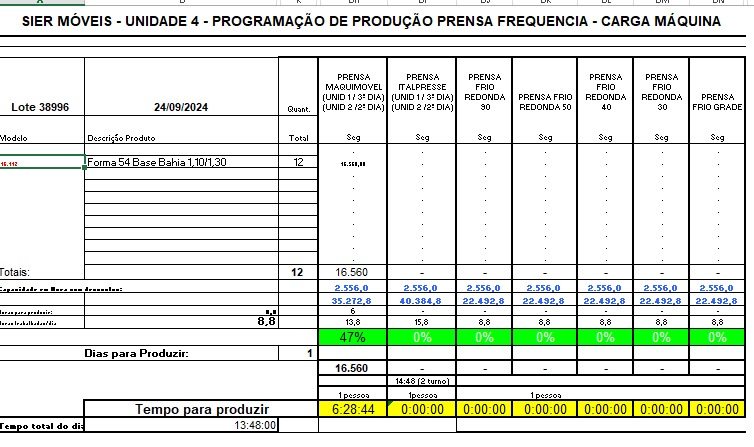 SIER MÓVEIS - UNIDADE 4 - PROGRAMAÇÃO DE PRODUÇÃO PRENSA FREQUENCIA - CARGA MÁQUINA
Lote 38996 24/09/2024 Quant. PRENSA MAQUIMOVEL (UNID 1 / 3º DIA) (UNID 2 /2º DIA) PRENSA ITALPRESSE (UNID 1 / 3º DIA) (UNID 2 /2º DIA) PRENSA FRIO REDONDA 90 PRENSA FRIO REDONDA 50 PRENSA FRIO REDONDA 40 PRENSA FRIO REDONDA 30 PRENSA FRIO GRADE
Modelo Descrição Produto Total Seg Seg Seg Seg Seg Seg Seg
16.112 Forma 54 Base Bahia 1,10/1,30 12 16.560,00
Totais: 12 16.560 - - - - - -
2.556,0 2.556,0 2.556,0 2.556,0 2.556,0 2.556,0 2.556,0
35.272,8 40.384,8 22.492,8 22.492,8 22.492,8 22.492,8 22.492,8
para produzir: 6
8,8 13,8 15,8 8,8 8,8 8,8 8,8 8,8
47% 0% 0% 0% 0% 0% 0%
Dias para Produzir: 1
16.560 - - - - - -
14:48 (2 turno)
1 pessoa 1pessoa 1 pessoa
Tempo para produzir 6:28:44 0:00:00 0:00:00 0:00:00 0:00:00 0:00:00 0:00:00
Tempo total do dia 13:48:00